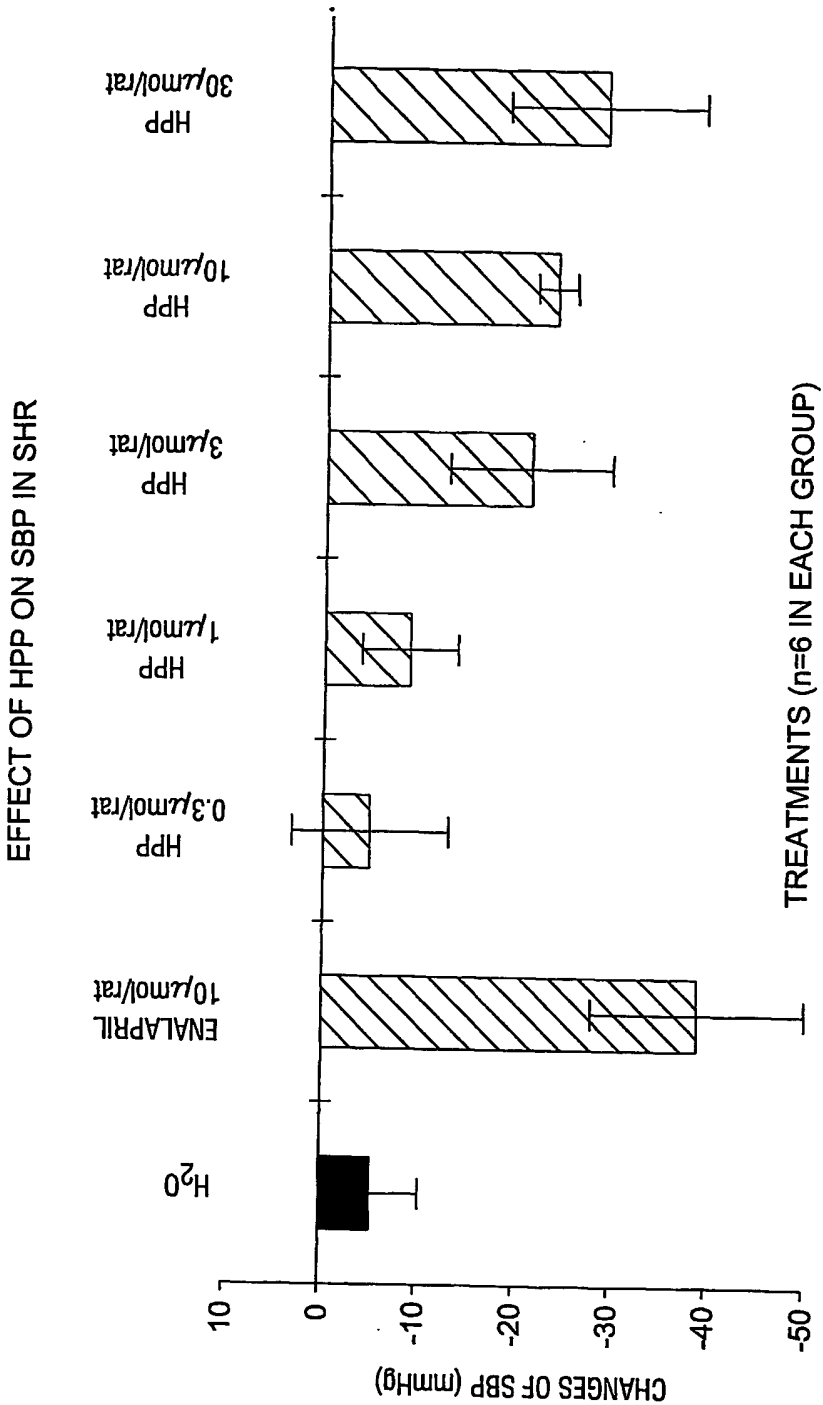 EFFECT OF HPP ON SBP IN SHR
H₂O
ENALAPRIL
10μmol/rat
HPP
0.3μmol/rat
HPP
1μmol/rat
HPP
3μmol/rat
HPP
10μmol/rat
HPP
30μmol/rat
CHANGES OF SBP (mmHg)
10
0
-10
-20
-30
-40
-50
TREATMENTS (n=6 IN EACH GROUP)